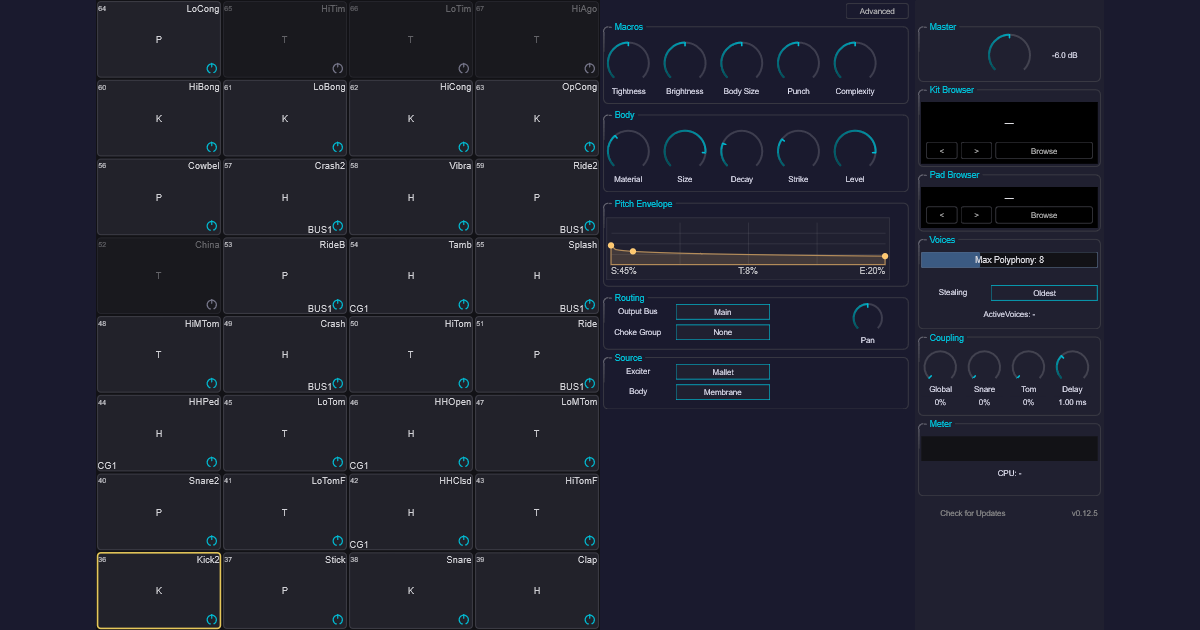 64 LoCong
P
65 HiTim
T
66 LoTim
T
67 HiAgo
T
60 HiBong
K
61 LoBong
K
62 HiCong
K
63 OpCong
K
56 Cowbel
P
57 Crash2
H
BUS1
58 Vibra
H
59 Ride2
P
BUS1
52 China
T
53 RideB
P
BUS1
54 Tamb
H
CG1
55 Splash
H
BUS1
48 HiMTom
T
49 Crash
H
BUS1
50 HiTom
T
51 Ride
P
BUS1
44 HHPed
H
CG1
45 LoTom
T
46 HHOpen
H
CG1
47 LoMTom
T
40 Snare2
P
41 LoTomF
T
42 HHClsd
H
CG1
43 HiTomF
T
36 Kick2
K
37 Stick
P
38 Snare
K
39 Clap
H
Advanced
Macros
Tightness Brightness Body Size Punch Complexity
Body
Material Size Decay Strike Level
Pitch Envelope
S:45% T:8% E:20%
Routing
Output Bus Main
Choke Group None
Pan
Source
Exciter Mallet
Body Membrane
Master
-6.0 dB
Kit Browser
—
< > Browse
Pad Browser
—
< > Browse
Voices
Max Polyphony: 8
Stealing Oldest
ActiveVoices: -
Coupling
Global Snare Tom Delay
0% 0% 0% 1.00 ms
Meter
CPU: -
Check for Updates v0.12.5